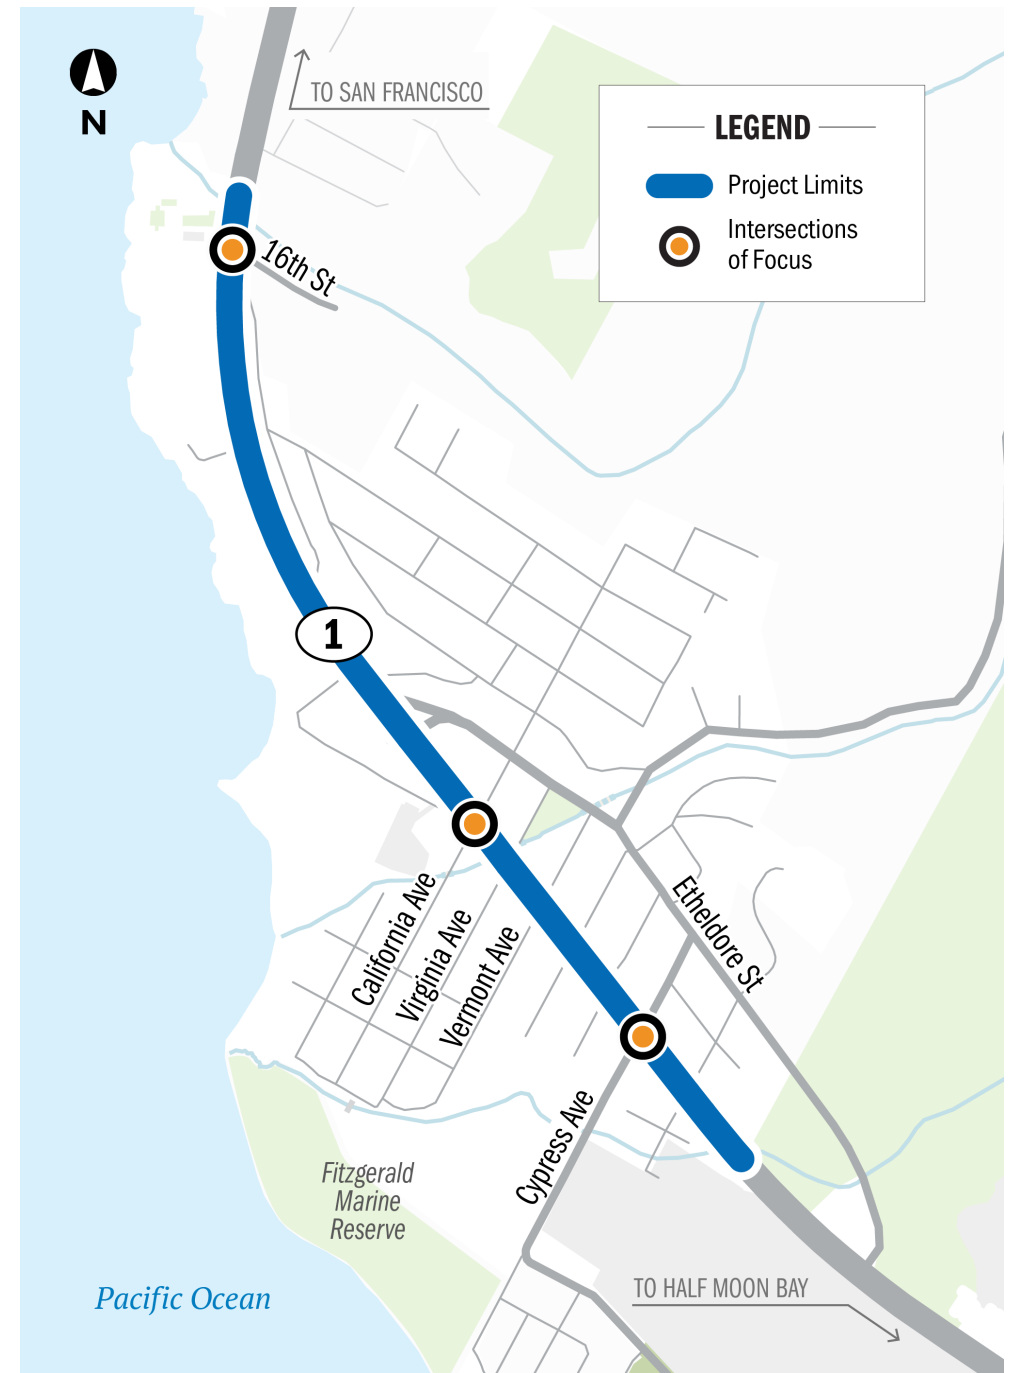 N
TO SAN FRANCISCO
LEGEND
Project Limits
Intersections
of Focus
16th St
1
California Ave
Virginia Ave
Vermont Ave
Etheldore St
Cypress Ave
Fitzgerald
Marine
Reserve
Pacific Ocean
TO HALF MOON BAY